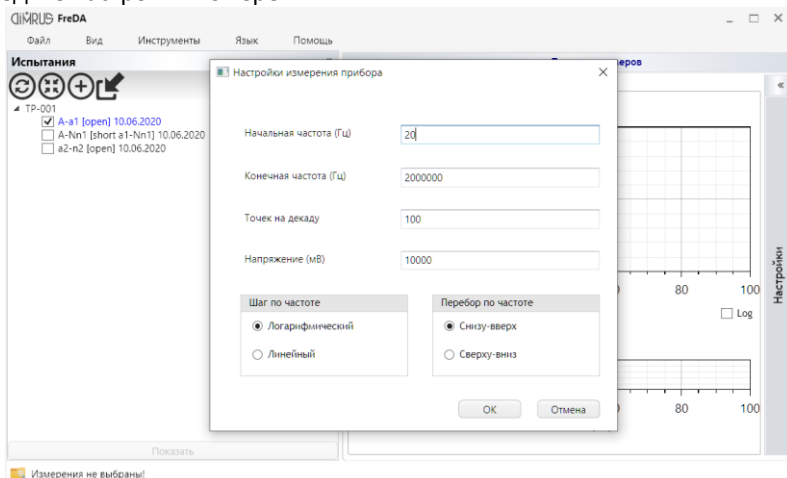 DiMRUS FreDA
Файл Вид Инструменты Язык Помощь
Испытания
TP-001
A-a1 [open] 10.06.2020
A-Nn1 [short a1-Nn1] 10.06.2020
a2-n2 [open] 10.06.2020
Показать
Измерения не выбраны!
Настройки измерения прибора
Начальная частота (Гц) 20
Конечная частота (Гц) 2000000
Точек на декаду 100
Напряжение (мВ) 10000
Шаг по частоте
Логарифмический
Линейный
Перебор по частоте
Снизу-вверх
Сверху-вниз
OK Отмена
80 100
Log
80 100
Настройки